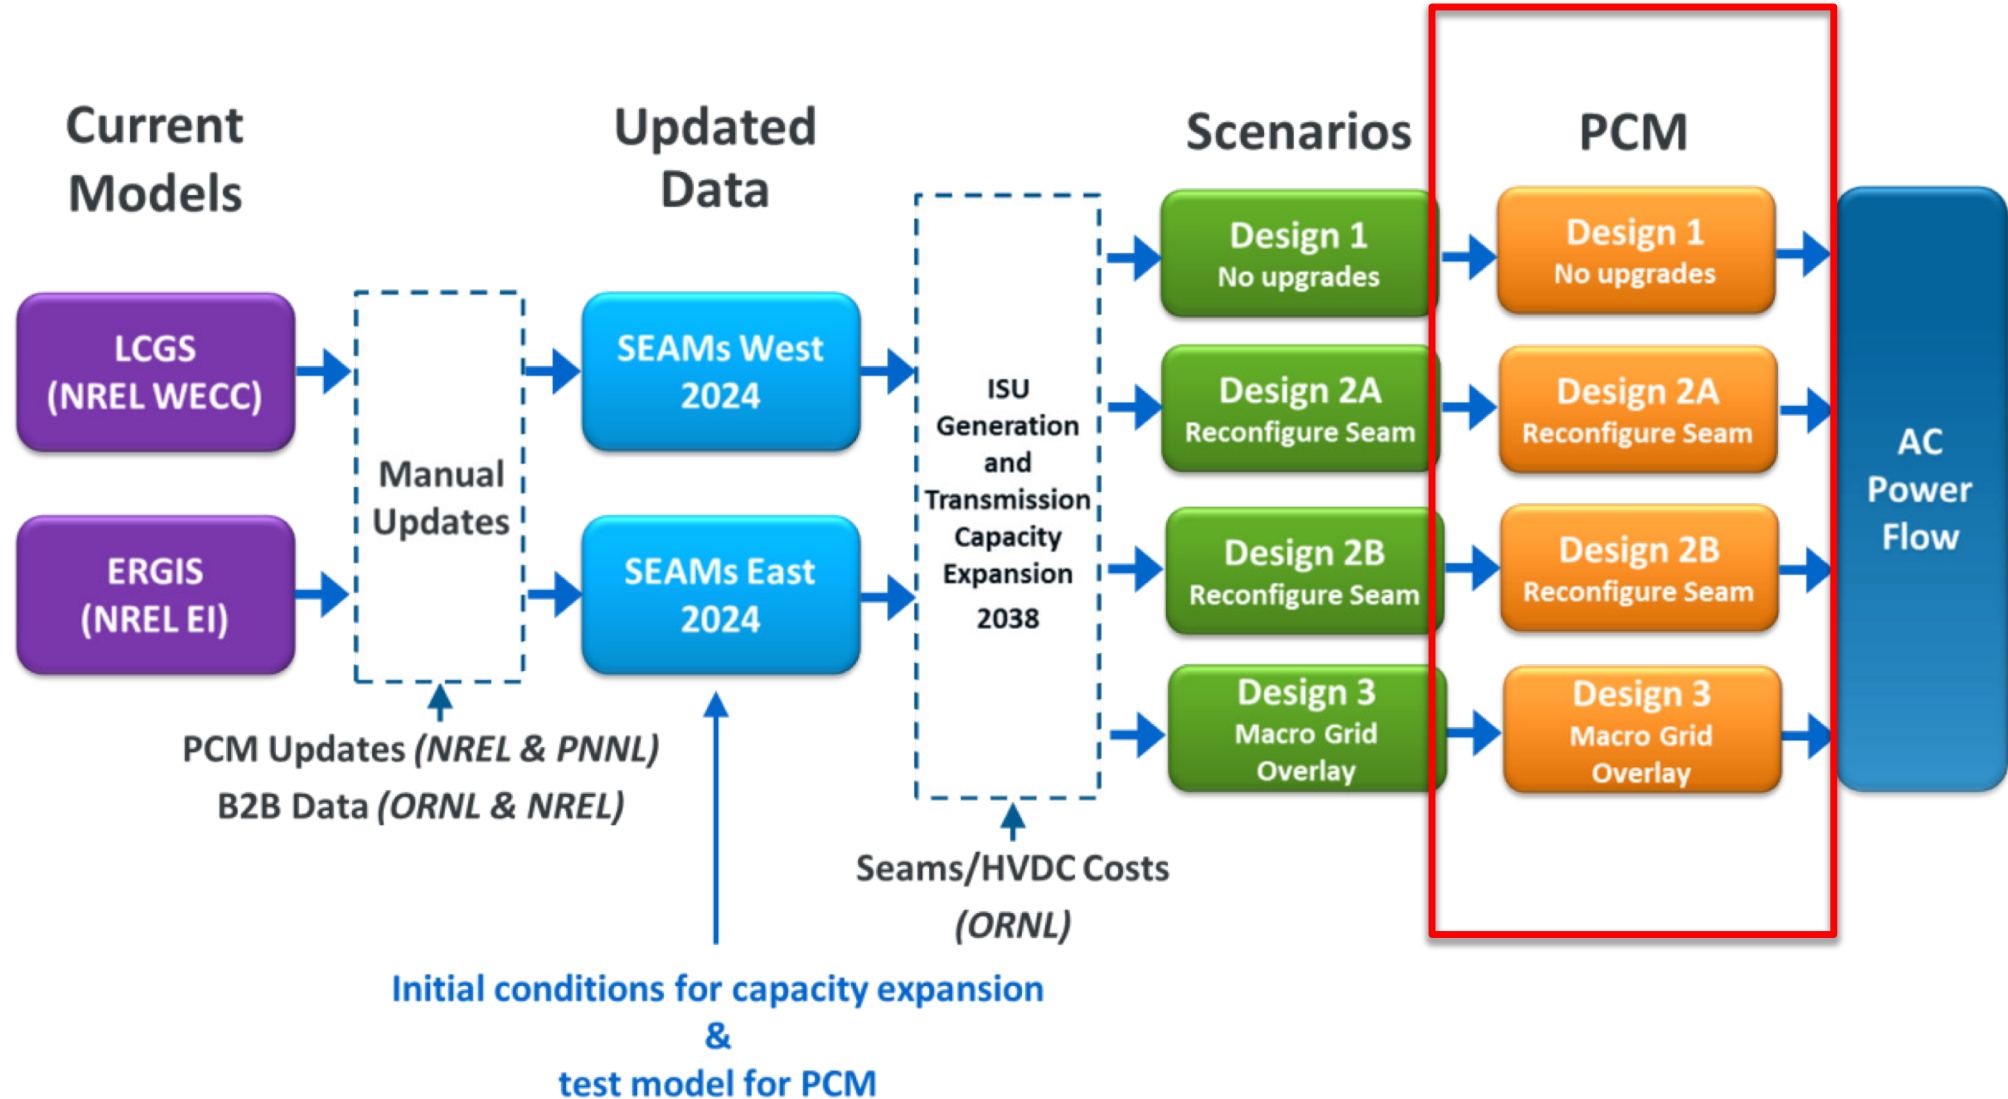 Current
Models
Updated
Data
Scenarios
PCM
LCGS
(NREL WECC)
ERGIS
(NREL EI)
Manual
Updates
SEAMs West
2024
SEAMs East
2024
ISU
Generation
and
Transmission
Capacity
Expansion
2038
Design 1
No upgrades
Design 2A
Reconfigure Seam
Design 2B
Reconfigure Seam
Design 3
Macro Grid
Overlay
Design 1
No upgrades
Design 2A
Reconfigure Seam
Design 2B
Reconfigure Seam
Design 3
Macro Grid
Overlay
AC
Power
Flow
PCM Updates (NREL & PNNL)
B2B Data (ORNL & NREL)
Seams/HVDC Costs
(ORNL)
Initial conditions for capacity expansion
&
test model for PCM